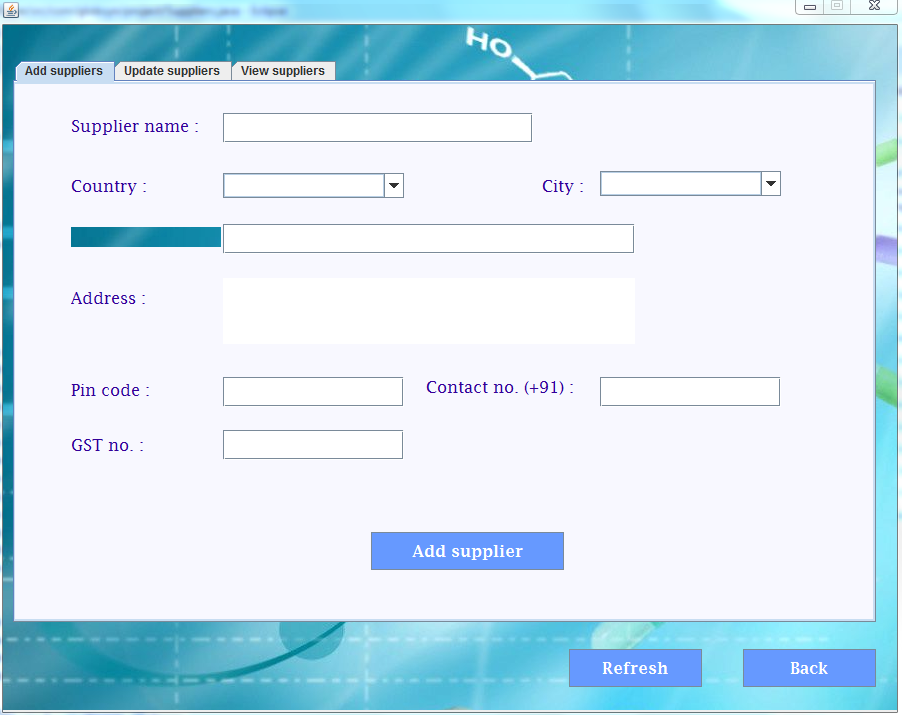 HO
Add suppliers Update suppliers View suppliers
Supplier name :
Country : City :
Address :
Pin code : Contact no. (+91) :
GST no. :
Add supplier
Refresh Back